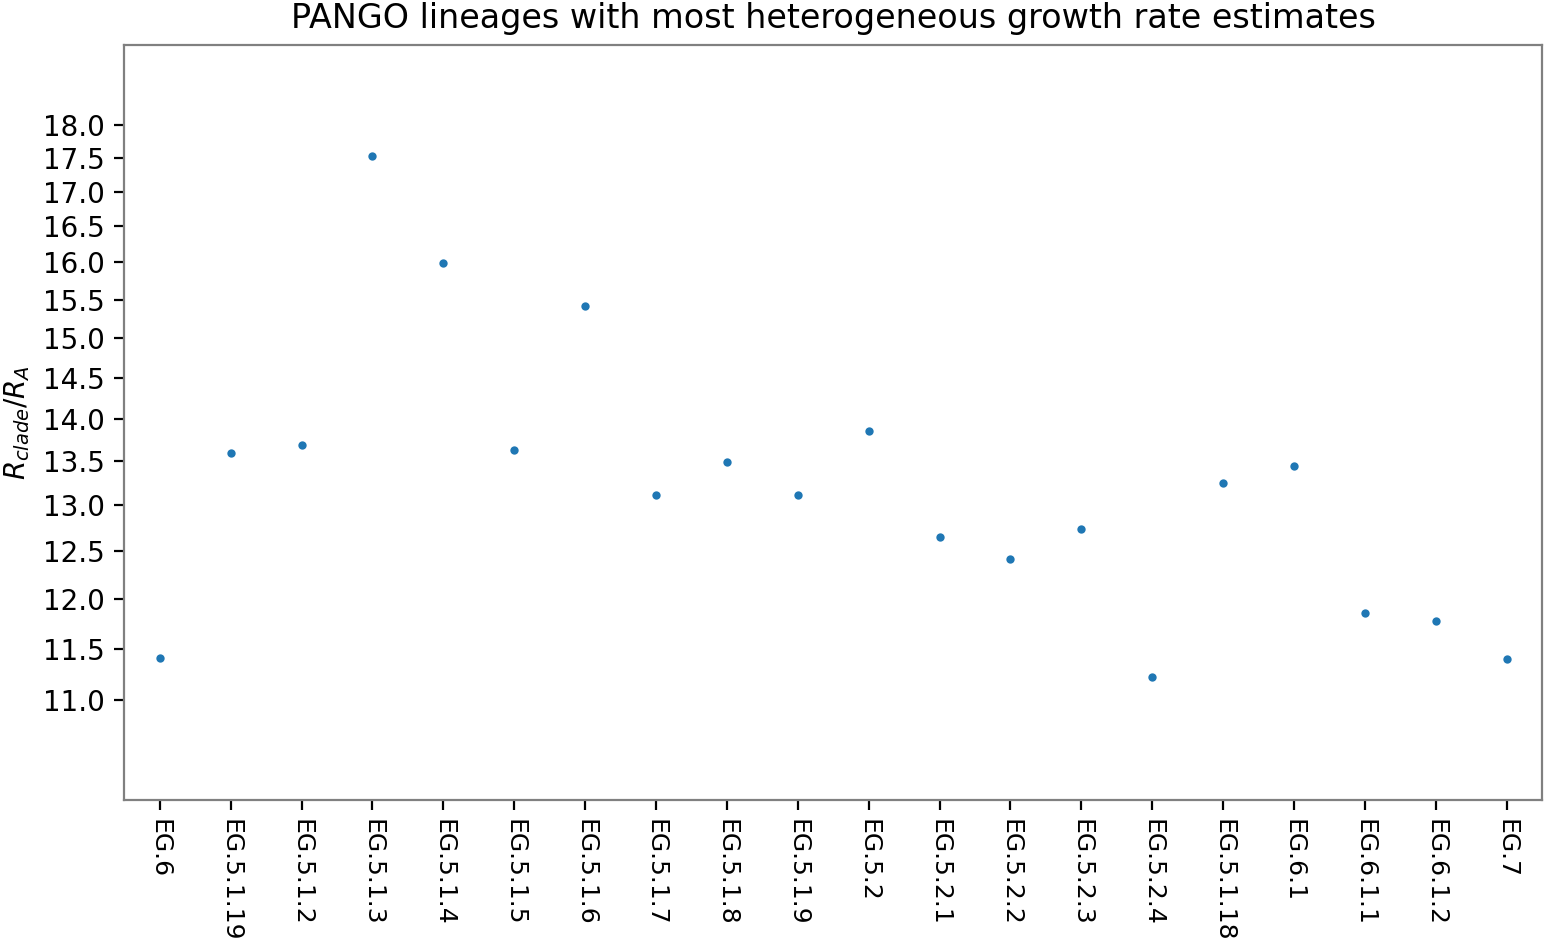 PANGO lineages with most heterogeneous growth rate estimates
18.0
17.5
17.0
16.5
16.0
15.5
15.0
14.5
14.0
13.5
13.0
12.5
12.0
11.5
11.0
R_clade/R_A
EG.6
EG.5.1.19
EG.5.1.2
EG.5.1.3
EG.5.1.4
EG.5.1.5
EG.5.1.6
EG.5.1.7
EG.5.1.8
EG.5.1.9
EG.5.2
EG.5.2.1
EG.5.2.2
EG.5.2.3
EG.5.2.4
EG.5.1.18
EG.6.1
EG.6.1.1
EG.6.1.2
EG.7